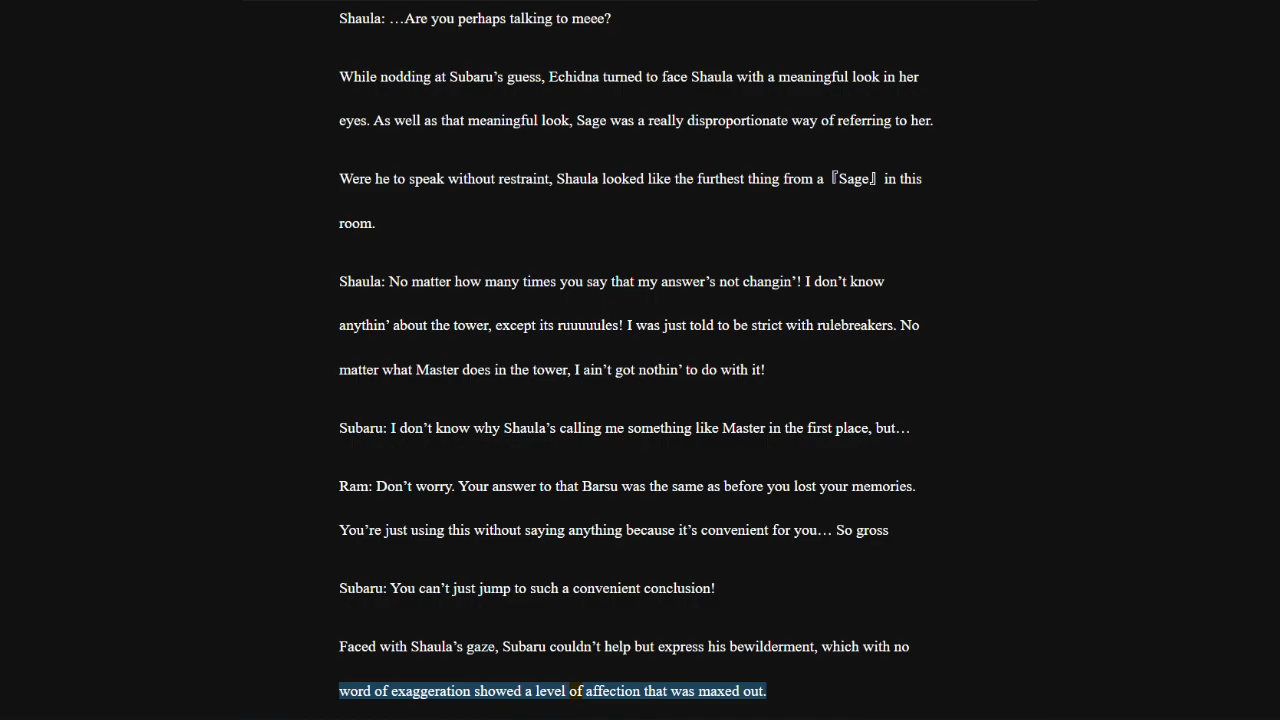 Shaula: …Are you perhaps talking to meee?
While nodding at Subaru’s guess, Echidna turned to face Shaula with a meaningful look in her
eyes. As well as that meaningful look, Sage was a really disproportionate way of referring to her.
Were he to speak without restraint, Shaula looked like the furthest thing from a『Sage』in this
room.
Shaula: No matter how many times you say that my answer’s not changin’! I don’t know
anythin’ about the tower, except its ruuuuules! I was just told to be strict with rulebreakers. No
matter what Master does in the tower, I ain’t got nothin’ to do with it!
Subaru: I don’t know why Shaula’s calling me something like Master in the first place, but…
Ram: Don’t worry. Your answer to that Barsu was the same as before you lost your memories.
You’re just using this without saying anything because it’s convenient for you… So gross
Subaru: You can’t just jump to such a convenient conclusion!
Faced with Shaula’s gaze, Subaru couldn’t help but express his bewilderment, which with no
word of exaggeration showed a level of affection that was maxed out.